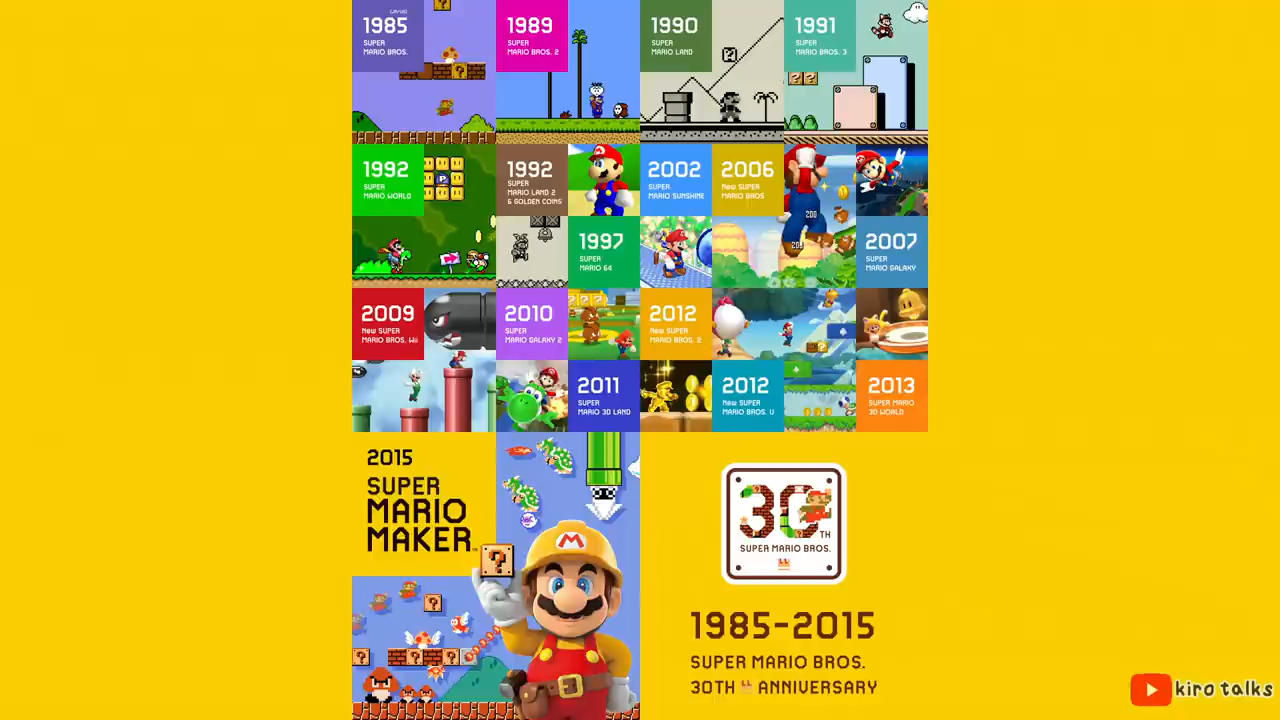 1985
SUPER
MARIO BROS.
1989
SUPER
MARIO BROS. 2
1990
SUPER
MARIO LAND
1991
SUPER
MARIO BROS. 3
1992
SUPER
MARIO WORLD
P
1992
SUPER
MARIO LAND 2
6 GOLDEN COINS
2002
SUPER
MARIO SUNSHINE
2006
New SUPER
MARIO BROS
200
200
1997
SUPER
MARIO 64
2007
SUPER
MARIO GALAXY
2009
New SUPER
MARIO BROS. Wii
2010
SUPER
MARIO GALAXY 2
2012
New SUPER
MARIO BROS. 2
2011
SUPER
MARIO 3D LAND
2012
New SUPER
MARIO BROS. U
2013
SUPER MARIO
3D WORLD
2015
SUPER
MARIO
MAKER
TM
M
30TH
SUPER MARIO BROS.
1985-2015
SUPER MARIO BROS.
30TH ANNIVERSARY
kiro talks